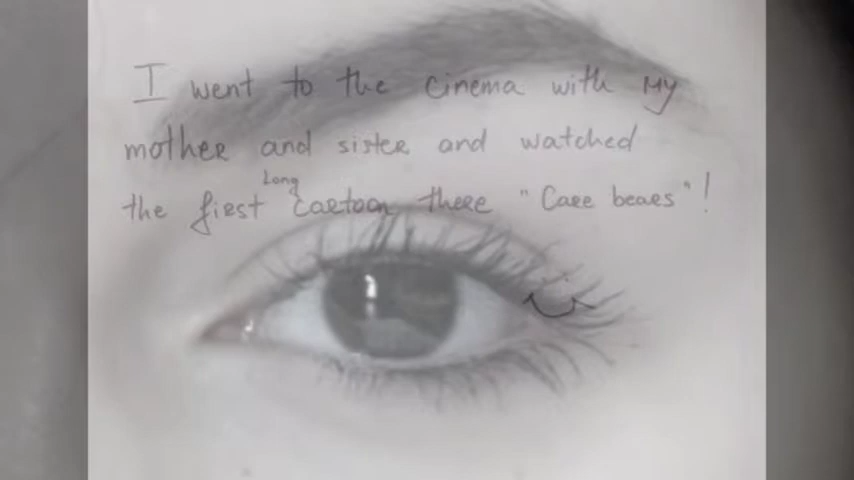 I went to the cinema with my
mother and sister and watched
the first Long cartoon there "Care bears"!